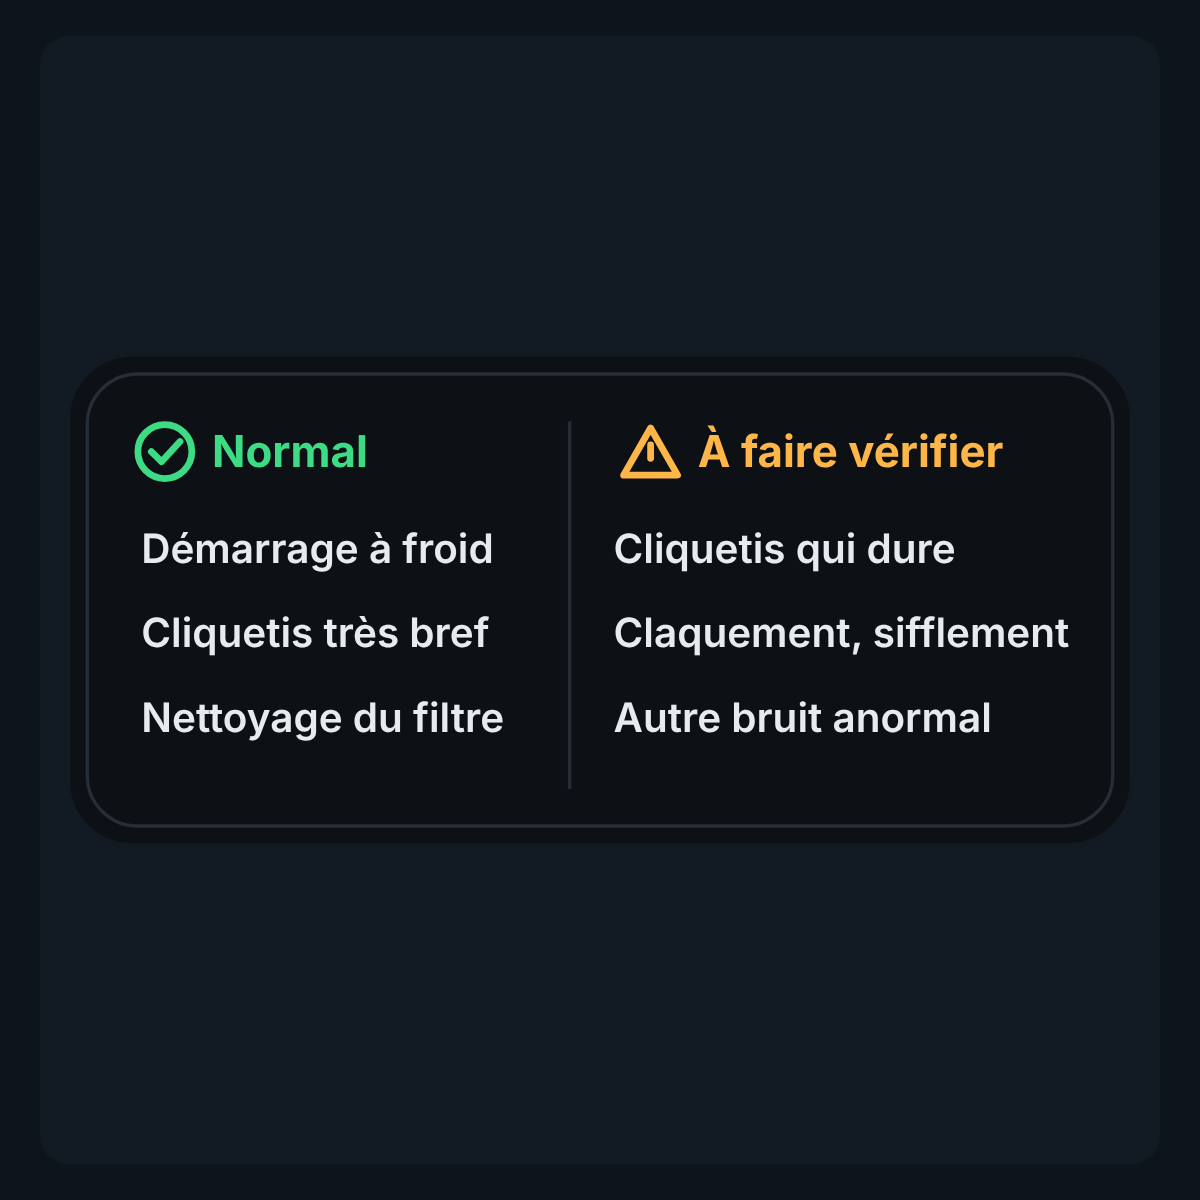 Normal
Démarrage à froid
Cliquetis très bref
Nettoyage du filtre
À faire vérifier
Cliquetis qui dure
Claquement, sifflement
Autre bruit anormal